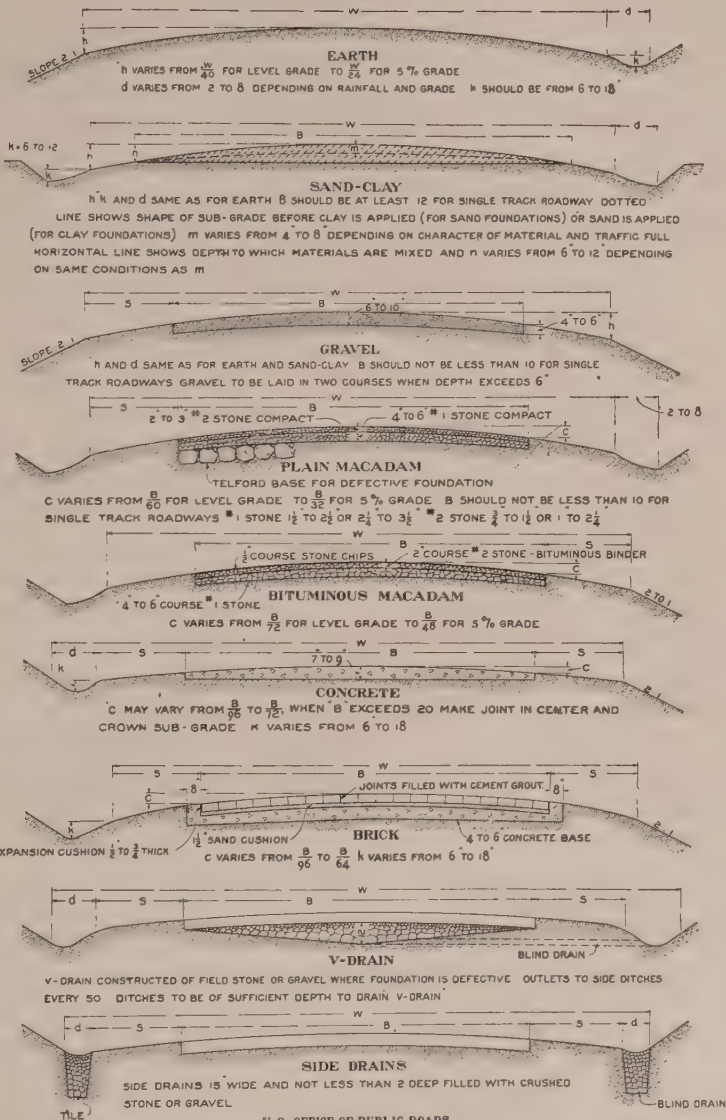 W
d
h
k
SLOPE 2 1
EARTH
"h VARIES FROM W/40 FOR LEVEL GRADE TO W/24 FOR 5% GRADE
d VARIES FROM 2 TO 8 DEPENDING ON RAINFALL AND GRADE k SHOULD BE FROM 6 TO 18"
W
d
B
k = 6 TO 12
h
n
m
k
SAND-CLAY
h" k AND d SAME AS FOR EARTH B SHOULD BE AT LEAST 12 FOR SINGLE TRACK ROADWAY DOTTED
LINE SHOWS SHAPE OF SUB-GRADE BEFORE CLAY IS APPLIED (FOR SAND FOUNDATIONS) OR SAND IS APPLIED
(FOR CLAY FOUNDATIONS) m VARIES FROM 4" TO 8" DEPENDING ON CHARACTER OF MATERIAL AND TRAFFIC FULL
HORIZONTAL LINE SHOWS DEPTH TO WHICH MATERIALS ARE MIXED AND n VARIES FROM 6" TO 12" DEPENDING
ON SAME CONDITIONS AS m
W
S
B
6" TO 10"
4" TO 6"
h
SLOPE 2 1
GRAVEL
"h AND d SAME AS FOR EARTH AND SAND-CLAY B SHOULD NOT BE LESS THAN 10 FOR SINGLE
TRACK ROADWAYS GRAVEL TO BE LAID IN TWO COURSES WHEN DEPTH EXCEEDS 6"
W
S
B
2 TO 8
2" TO 3" #2 STONE COMPACT
4" TO 6" #1 STONE COMPACT
C
PLAIN MACADAM
TELFORD BASE FOR DEFECTIVE FOUNDATION
C VARIES FROM B/60 FOR LEVEL GRADE TO B/32 FOR 5% GRADE B SHOULD NOT BE LESS THAN 10 FOR
SINGLE TRACK ROADWAYS #1 STONE 1½" TO 2½" OR 2¼" TO 3½" #2 STONE ¾" TO 1½" OR 1" TO 2¼"
W
B
S
½" COURSE STONE CHIPS
2" COURSE #2 STONE-BITUMINOUS BINDER
C
2 TO 1
BITUMINOUS MACADAM
4" TO 6" COURSE #1 STONE
C VARIES FROM B/72 FOR LEVEL GRADE TO B/48 FOR 5% GRADE
W
d
S
B
S
k
7" TO 9"
C
2 1
CONCRETE
"C MAY VARY FROM B/96 TO B/72, WHEN "B" EXCEEDS 20 MAKE JOINT IN CENTER AND
CROWN SUB-GRADE K VARIES FROM 6" TO 18
W
S
B
S
JOINTS FILLED WITH CEMENT GROUT
8
8"
C
k
2 1
BRICK
XPANSION CUSHION ½" TO ¾" THICK
1½" SAND CUSHION
4" TO 6" CONCRETE BASE
C VARIES FROM B/96 TO B/64 k VARIES FROM 6" TO 18"
W
d
S
B
S
BLIND DRAIN
V-DRAIN
V-DRAIN CONSTRUCTED OF FIELD STONE OR GRAVEL WHERE FOUNDATION IS DEFECTIVE OUTLETS TO SIDE DITCHES
EVERY 50 DITCHES TO BE OF SUFFICIENT DEPTH TO DRAIN V-DRAIN
W
d
S
B
S
d
SIDE DRAINS
SIDE DRAINS 15" WIDE AND NOT LESS THAN 2 DEEP FILLED WITH CRUSHED
STONE OR GRAVEL
TILE
BLIND DRAIN
U. S. OFFICE OF PUBLIC ROADS